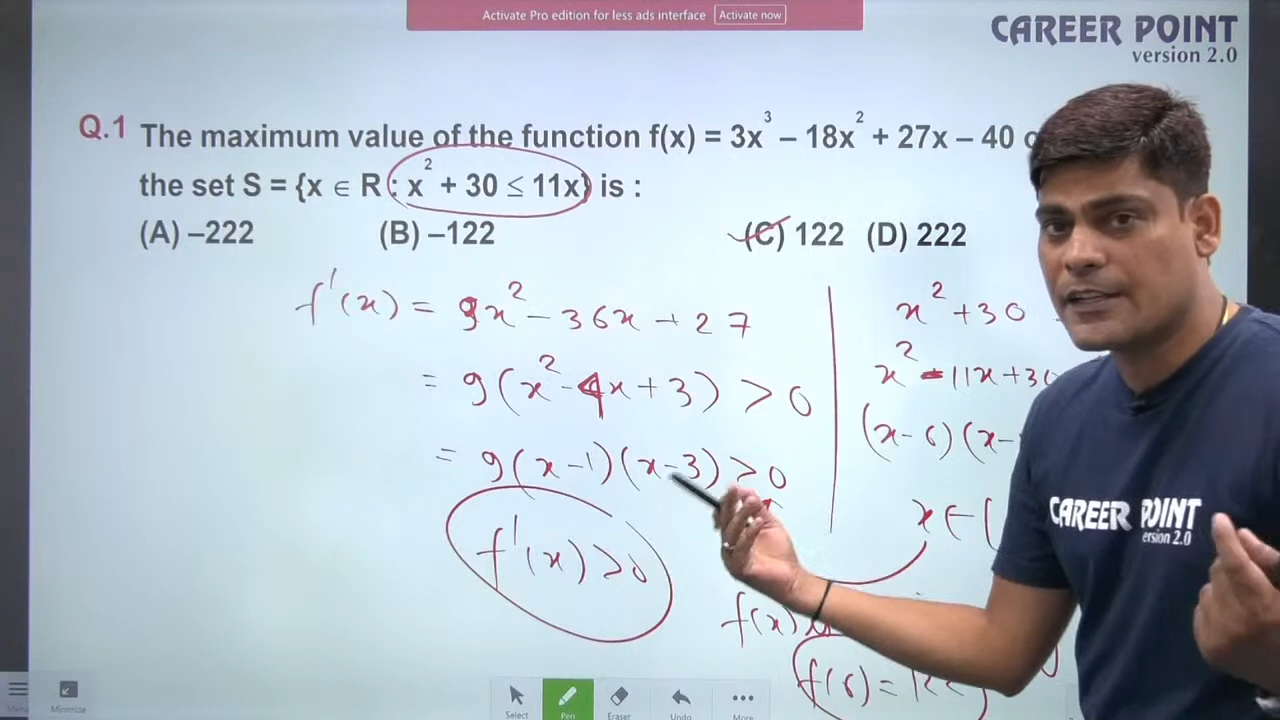 Activate Pro edition for less ads interface Activate now
CAREER POINT
version 2.0
Q.1 The maximum value of the function f(x) = 3x³ – 18x² + 27x – 40
the set S = {x ∈ R : x² + 30 ≤ 11x} is :
(A) –222 (B) –122 (C) 122 (D) 222
f'(x) = 9x² - 36x + 27
= 9(x² - 4x + 3) > 0
= 9(x-1)(x-3) > 0
f'(x) > 0
x² + 30
x² - 11x + 30
(x-6)(x-
x ∈ [
f(x)
f(6) = 122
CAREER POINT
version 2.0
Menu
Minimize
Select
Pen
Eraser
Undo
More